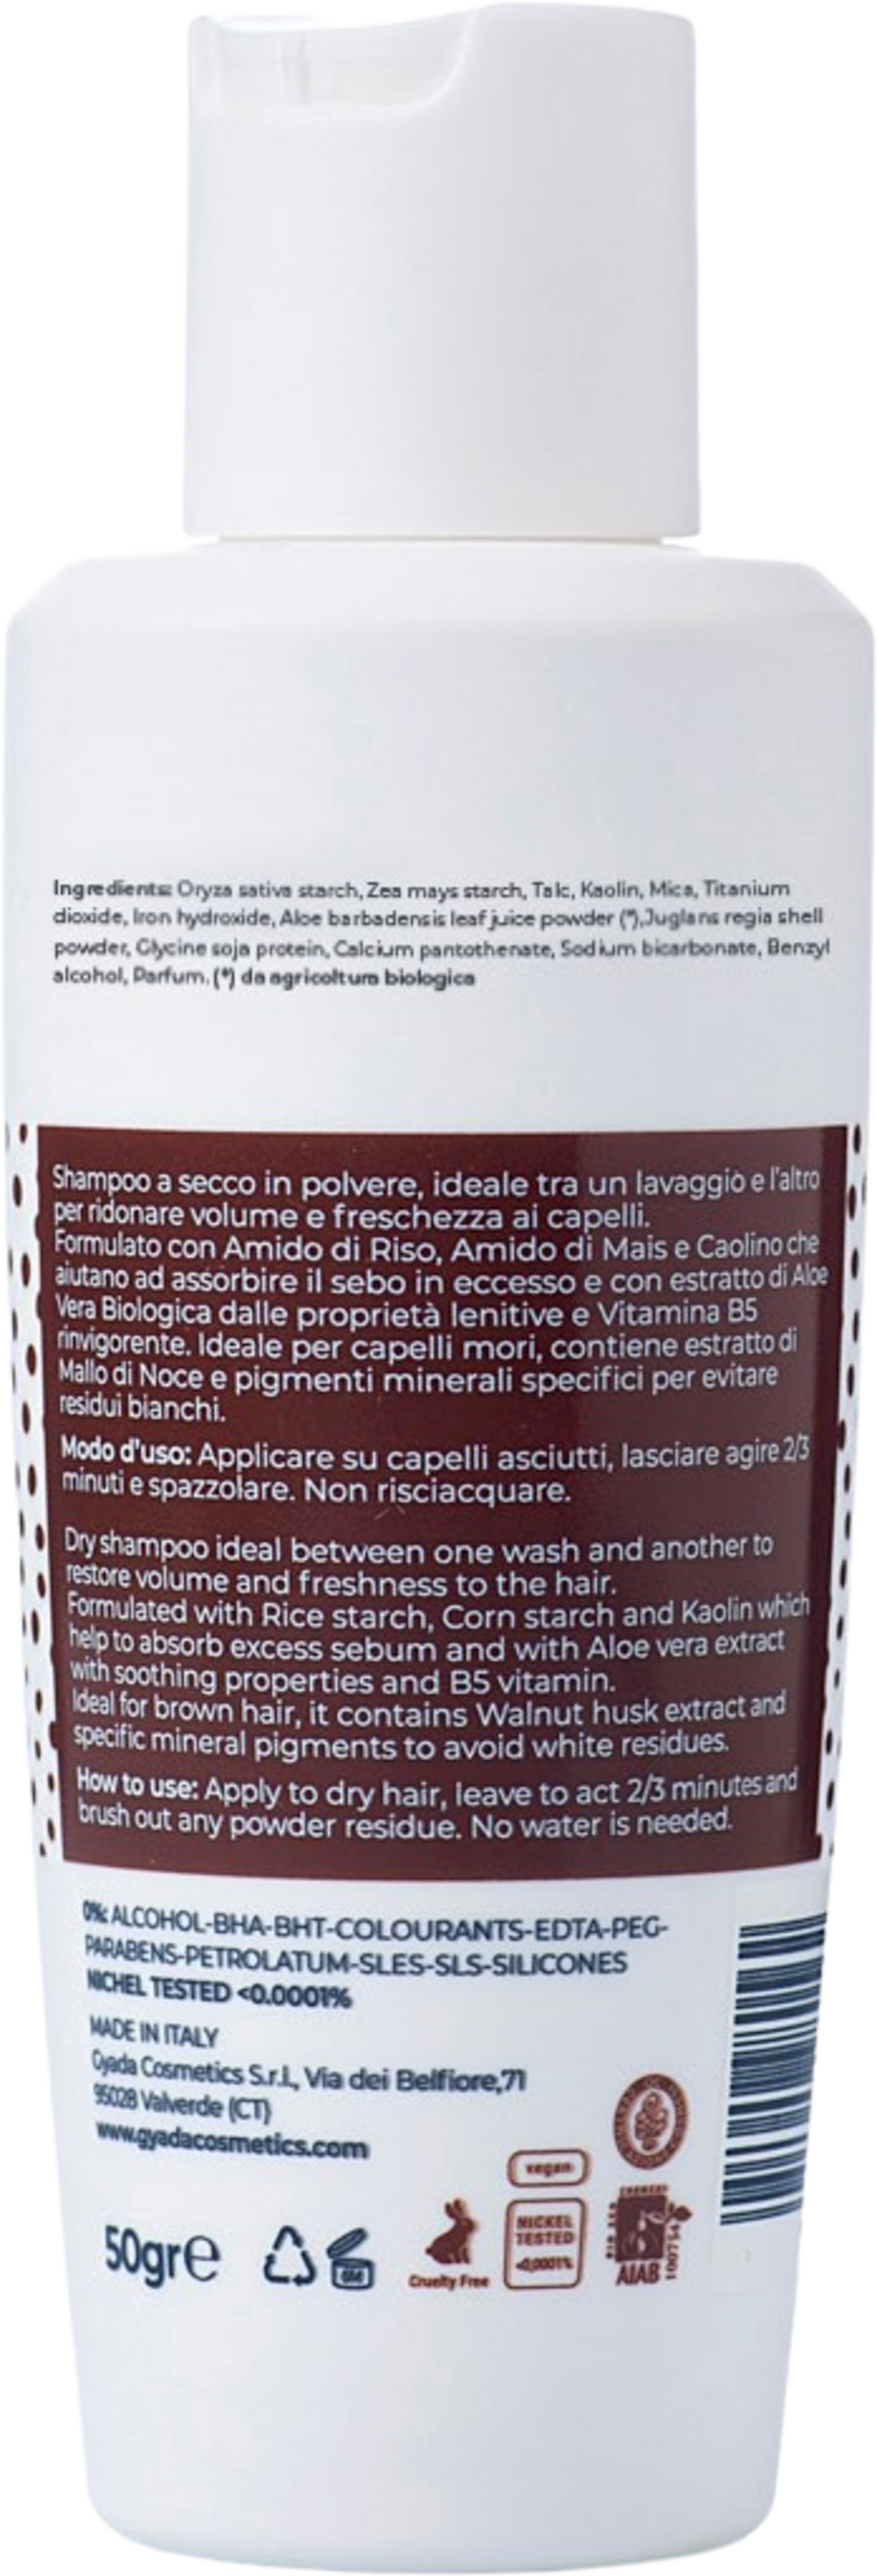 Ingredients: Oryza sativa starch, Zea mays starch, Talc, Kaolin, Mica, Titanium
dioxide, Iron hydroxide, Aloe barbadensis leaf juice powder (*),Juglans regia shell
powder, Glycine soja protein, Calcium pantothenate, Sodium bicarbonate, Benzyl
alcohol, Parfum. (*) da agricoltura biologica
Shampoo a secco in polvere, ideale tra un lavaggio e l'altro
per ridonare volume e freschezza ai capelli.
Formulato con Amido di Riso, Amido di Mais e Caolino che
aiutano ad assorbire il sebo in eccesso e con estratto di Aloe
Vera Biologica dalle proprietà lenitive e Vitamina B5
rinvigorente. Ideale per capelli mori, contiene estratto di
Mallo di Noce e pigmenti minerali specifici per evitare
residui bianchi.
Modo d'uso: Applicare su capelli asciutti, lasciare agire 2/3
minuti e spazzolare. Non risciacquare.
Dry shampoo ideal between one wash and another to
restore volume and freshness to the hair.
Formulated with Rice starch, Corn starch and Kaolin which
help to absorb excess sebum and with Aloe vera extract
with soothing properties and B5 vitamin.
Ideal for brown hair, it contains Walnut husk extract and
specific mineral pigments to avoid white residues.
How to use: Apply to dry hair, leave to act 2/3 minutes and
brush out any powder residue. No water is needed.
0%: ALCOHOL-BHA-BHT-COLOURANTS-EDTA-PEG-
PARABENS-PETROLATUM-SLES-SLS-SILICONES
NICHEL TESTED <0.0001%
MADE IN ITALY
Gyada Cosmetics S.r.l., Via dei Belfiore,71
95028 Valverde (CT)
www.gyadacosmetics.com
vegan
50gr e
Cruelty Free
NICKEL
TESTED
<0,0001%
AIAB